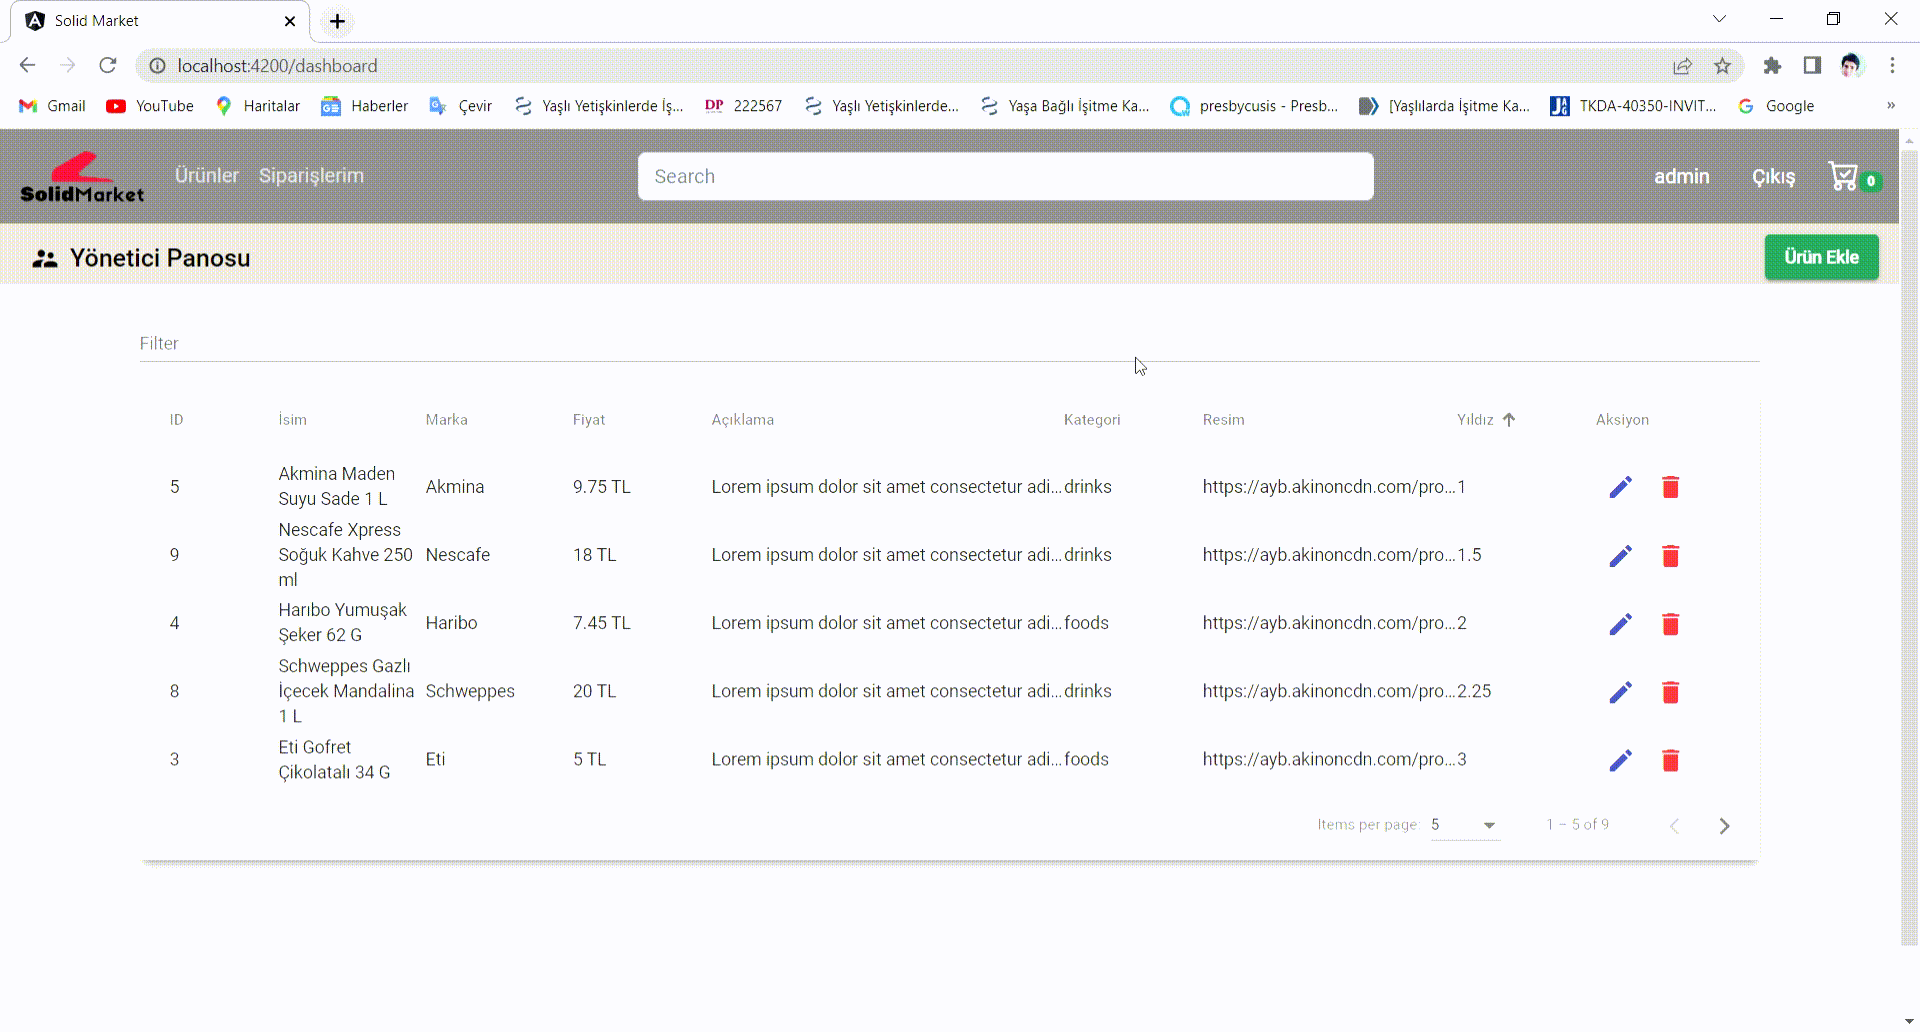 Solid Market
localhost:4200/dashboard
Gmail YouTube Haritalar Haberler Çevir Yaşlı Yetişkinlerde İş... DP 222567 Yaşlı Yetişkinlerde... Yaşa Bağlı İşitme Ka... presbycusis - Presb... [Yaşlılarda İşitme Ka... TKDA-40350-INVIT... Google »
SolidMarket Ürünler Siparişlerim Search admin Çıkış 0
Yönetici Panosu Ürün Ekle
Filter
ID İsim Marka Fiyat Açıklama Kategori Resim Yıldız Aksiyon
5 Akmina Maden Suyu Sade 1 L Akmina 9.75 TL Lorem ipsum dolor sit amet consectetur adi... drinks https://ayb.akinoncdn.com/pro... 1
9 Nescafe Xpress Soğuk Kahve 250 ml Nescafe 18 TL Lorem ipsum dolor sit amet consectetur adi... drinks https://ayb.akinoncdn.com/pro... 1.5
4 Harıbo Yumuşak Şeker 62 G Haribo 7.45 TL Lorem ipsum dolor sit amet consectetur adi... foods https://ayb.akinoncdn.com/pro... 2
8 Schweppes Gazlı İçecek Mandalina 1 L Schweppes 20 TL Lorem ipsum dolor sit amet consectetur adi... drinks https://ayb.akinoncdn.com/pro... 2.25
3 Eti Gofret Çikolatalı 34 G Eti 5 TL Lorem ipsum dolor sit amet consectetur adi... foods https://ayb.akinoncdn.com/pro... 3
Items per page: 5 1 – 5 of 9